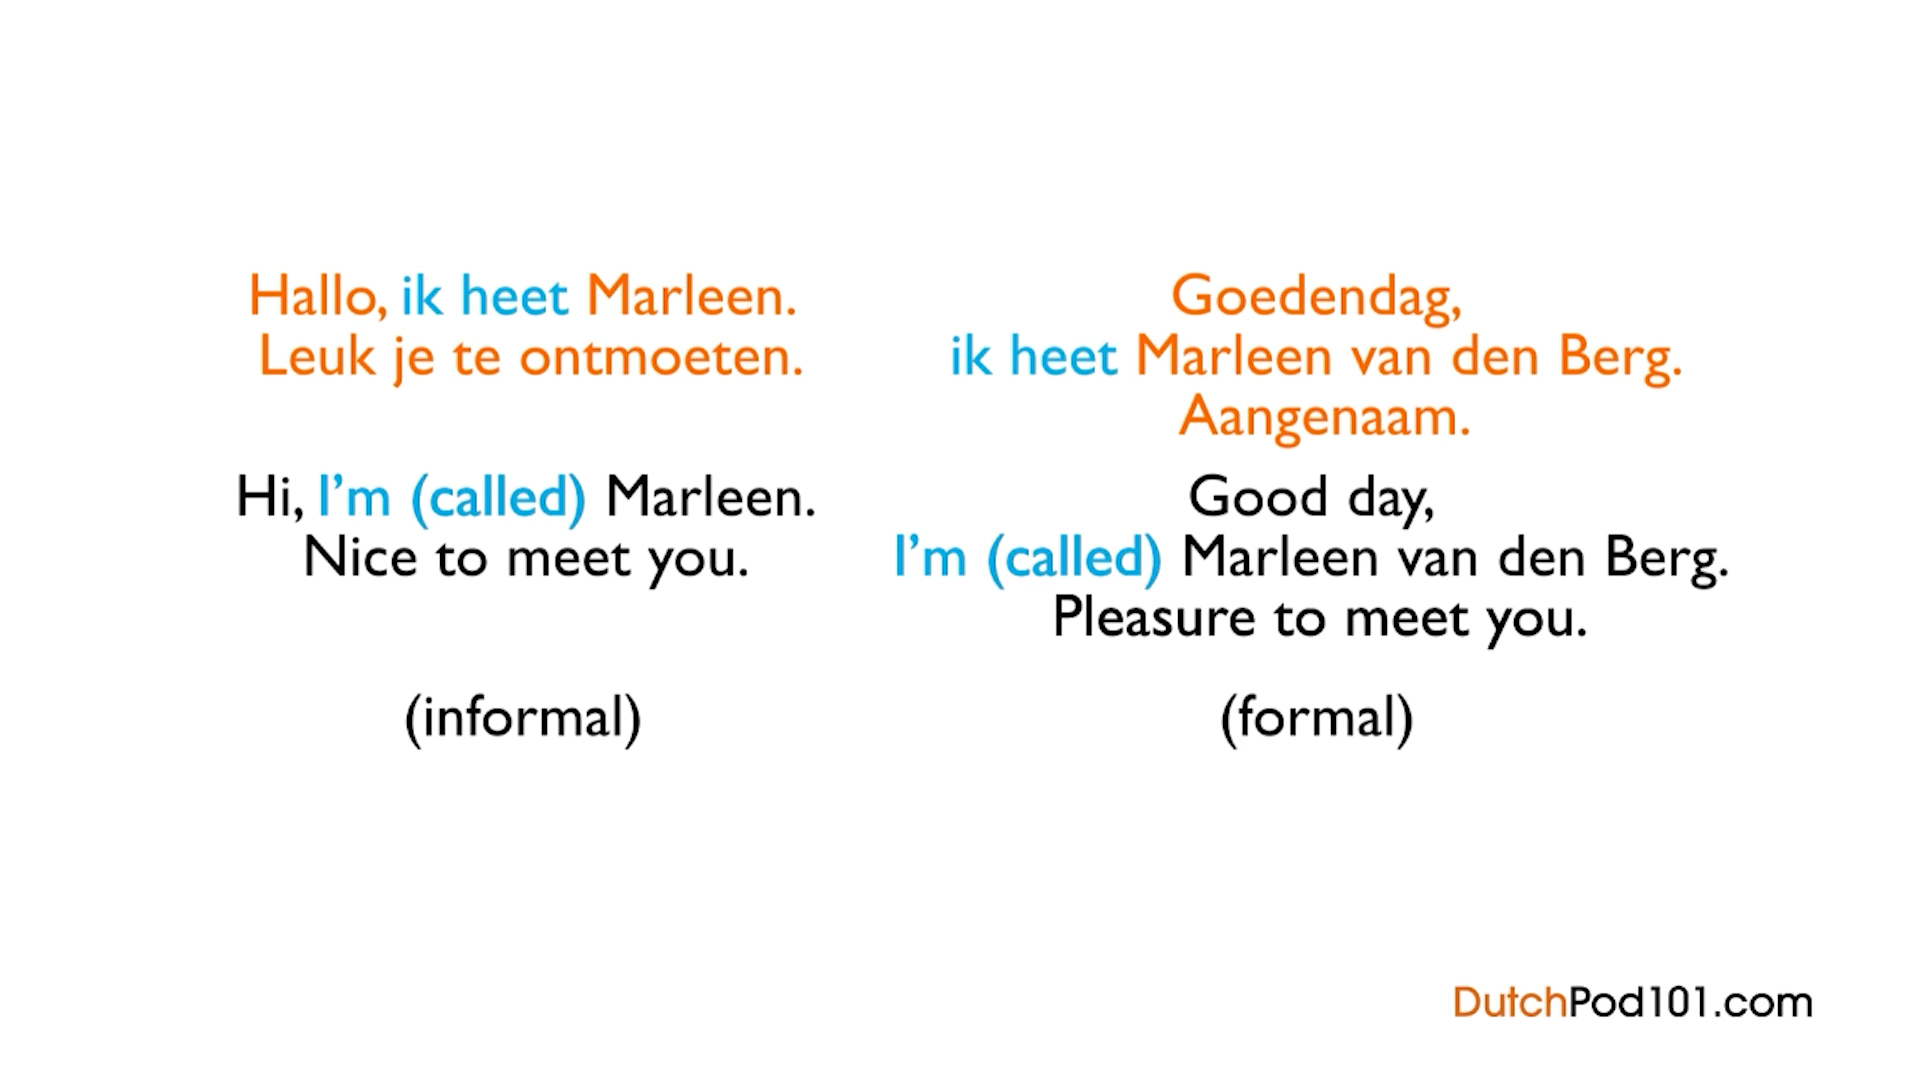 Hallo, ik heet Marleen.
Leuk je te ontmoeten.
Hi, I'm (called) Marleen.
Nice to meet you.
(informal)
Goedendag,
ik heet Marleen van den Berg.
Aangenaam.
Good day,
I'm (called) Marleen van den Berg.
Pleasure to meet you.
(formal)
DutchPod101.com